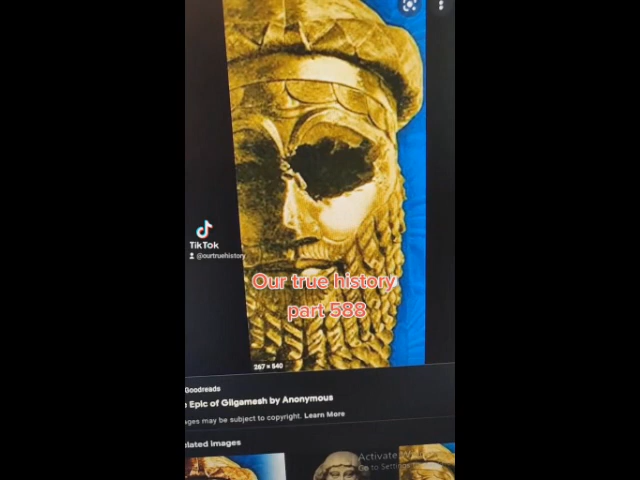 TikTok
@ourtruehistory
Our true history
part 588
267 × 540
Goodreads
Epic of Gilgamesh by Anonymous
ages may be subject to copyright. Learn More
lated images
Activate
Go to Settings